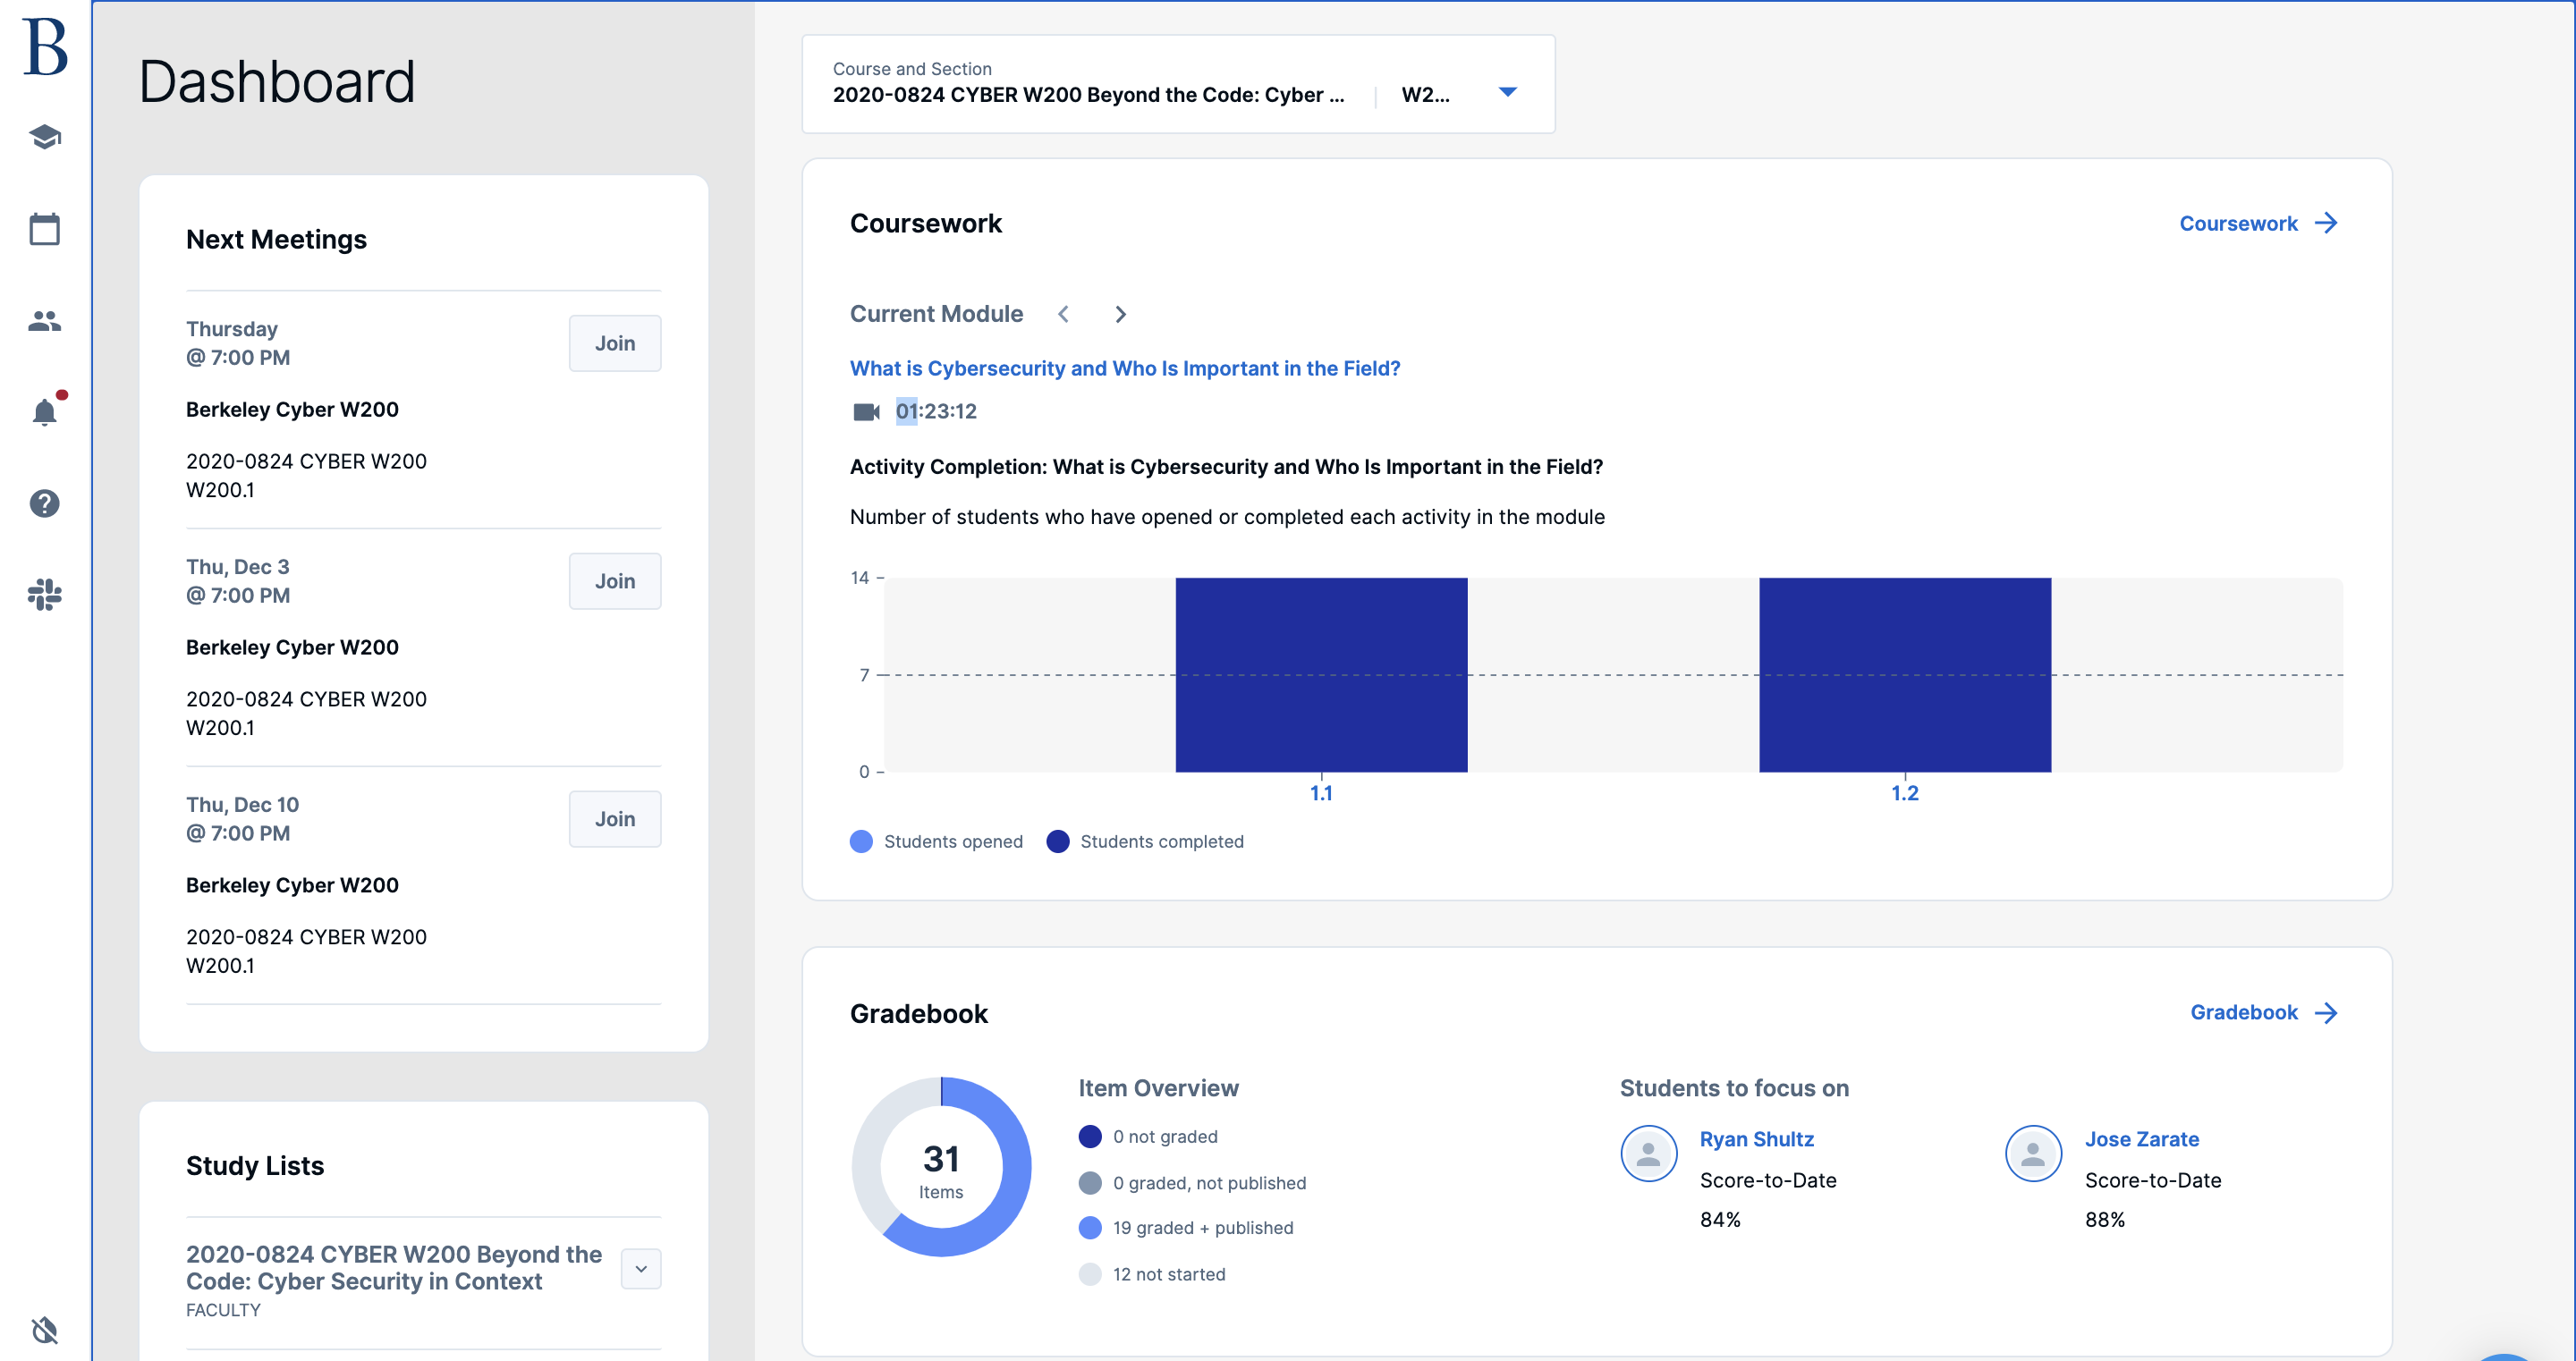 B
Dashboard
Next Meetings
Thursday
@ 7:00 PM
Join
Berkeley Cyber W200
2020-0824 CYBER W200
W200.1
Thu, Dec 3
@ 7:00 PM
Join
Berkeley Cyber W200
2020-0824 CYBER W200
W200.1
Thu, Dec 10
@ 7:00 PM
Join
Berkeley Cyber W200
2020-0824 CYBER W200
W200.1
Study Lists
2020-0824 CYBER W200 Beyond the
Code: Cyber Security in Context
FACULTY
Course and Section
2020-0824 CYBER W200 Beyond the Code: Cyber ... | W2...
Coursework
Coursework
Current Module
What is Cybersecurity and Who Is Important in the Field?
01:23:12
Activity Completion: What is Cybersecurity and Who Is Important in the Field?
Number of students who have opened or completed each activity in the module
14
7
0
1.1
1.2
Students opened
Students completed
Gradebook
Gradebook
31
Items
Item Overview
0 not graded
0 graded, not published
19 graded + published
12 not started
Students to focus on
Ryan Shultz
Score-to-Date
84%
Jose Zarate
Score-to-Date
88%